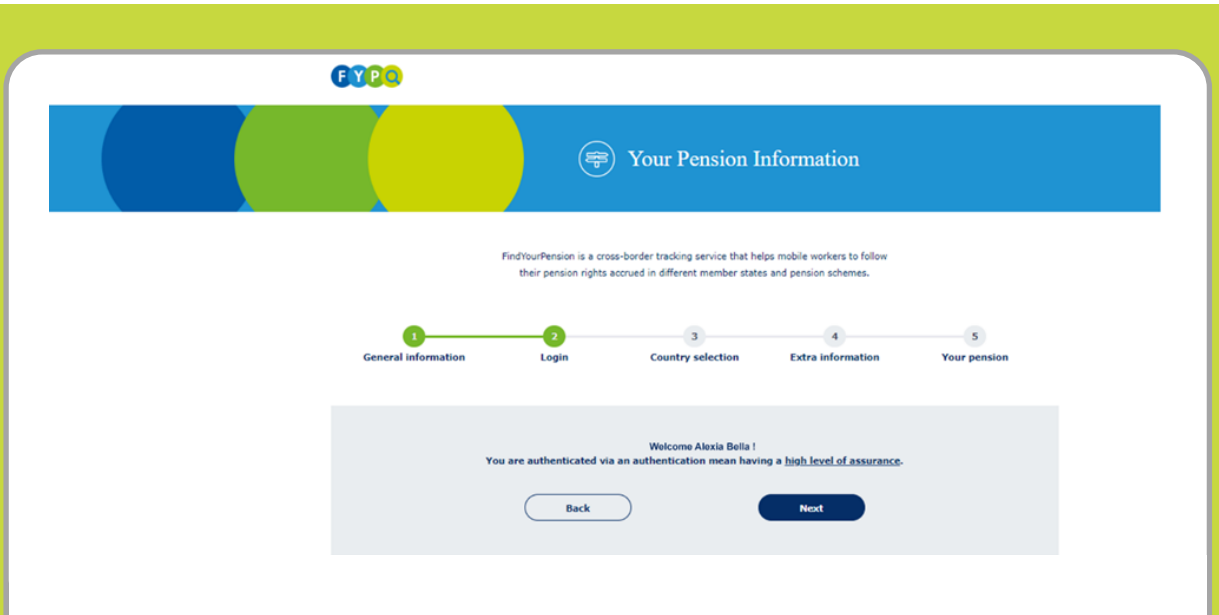 FYP
Your Pension Information
FindYourPension is a cross-border tracking service that helps mobile workers to follow
their pension rights accrued in different member states and pension schemes.
1 2 3 4 5
General information Login Country selection Extra information Your pension
Welcome Alexia Bella !
You are authenticated via an authentication mean having a high level of assurance.
Back Next